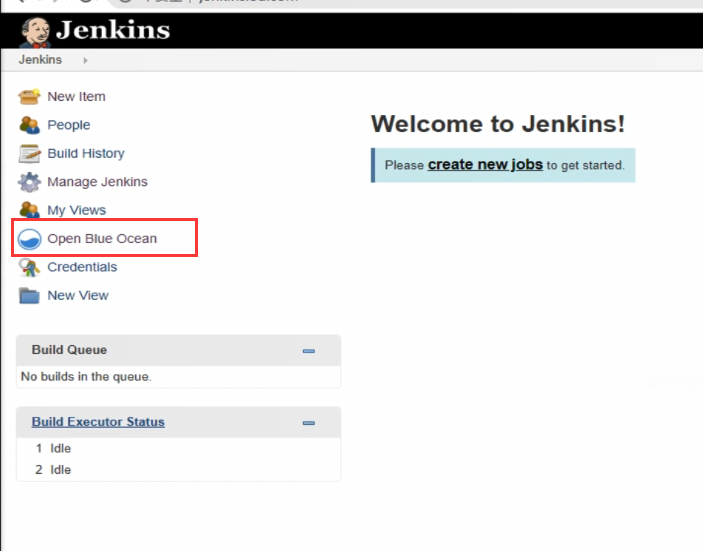 Jenkins
Jenkins
New Item
People
Build History
Manage Jenkins
My Views
Open Blue Ocean
Credentials
New View
Welcome to Jenkins!
Please create new jobs to get started.
Build Queue
No builds in the queue.
Build Executor Status
1 Idle
2 Idle